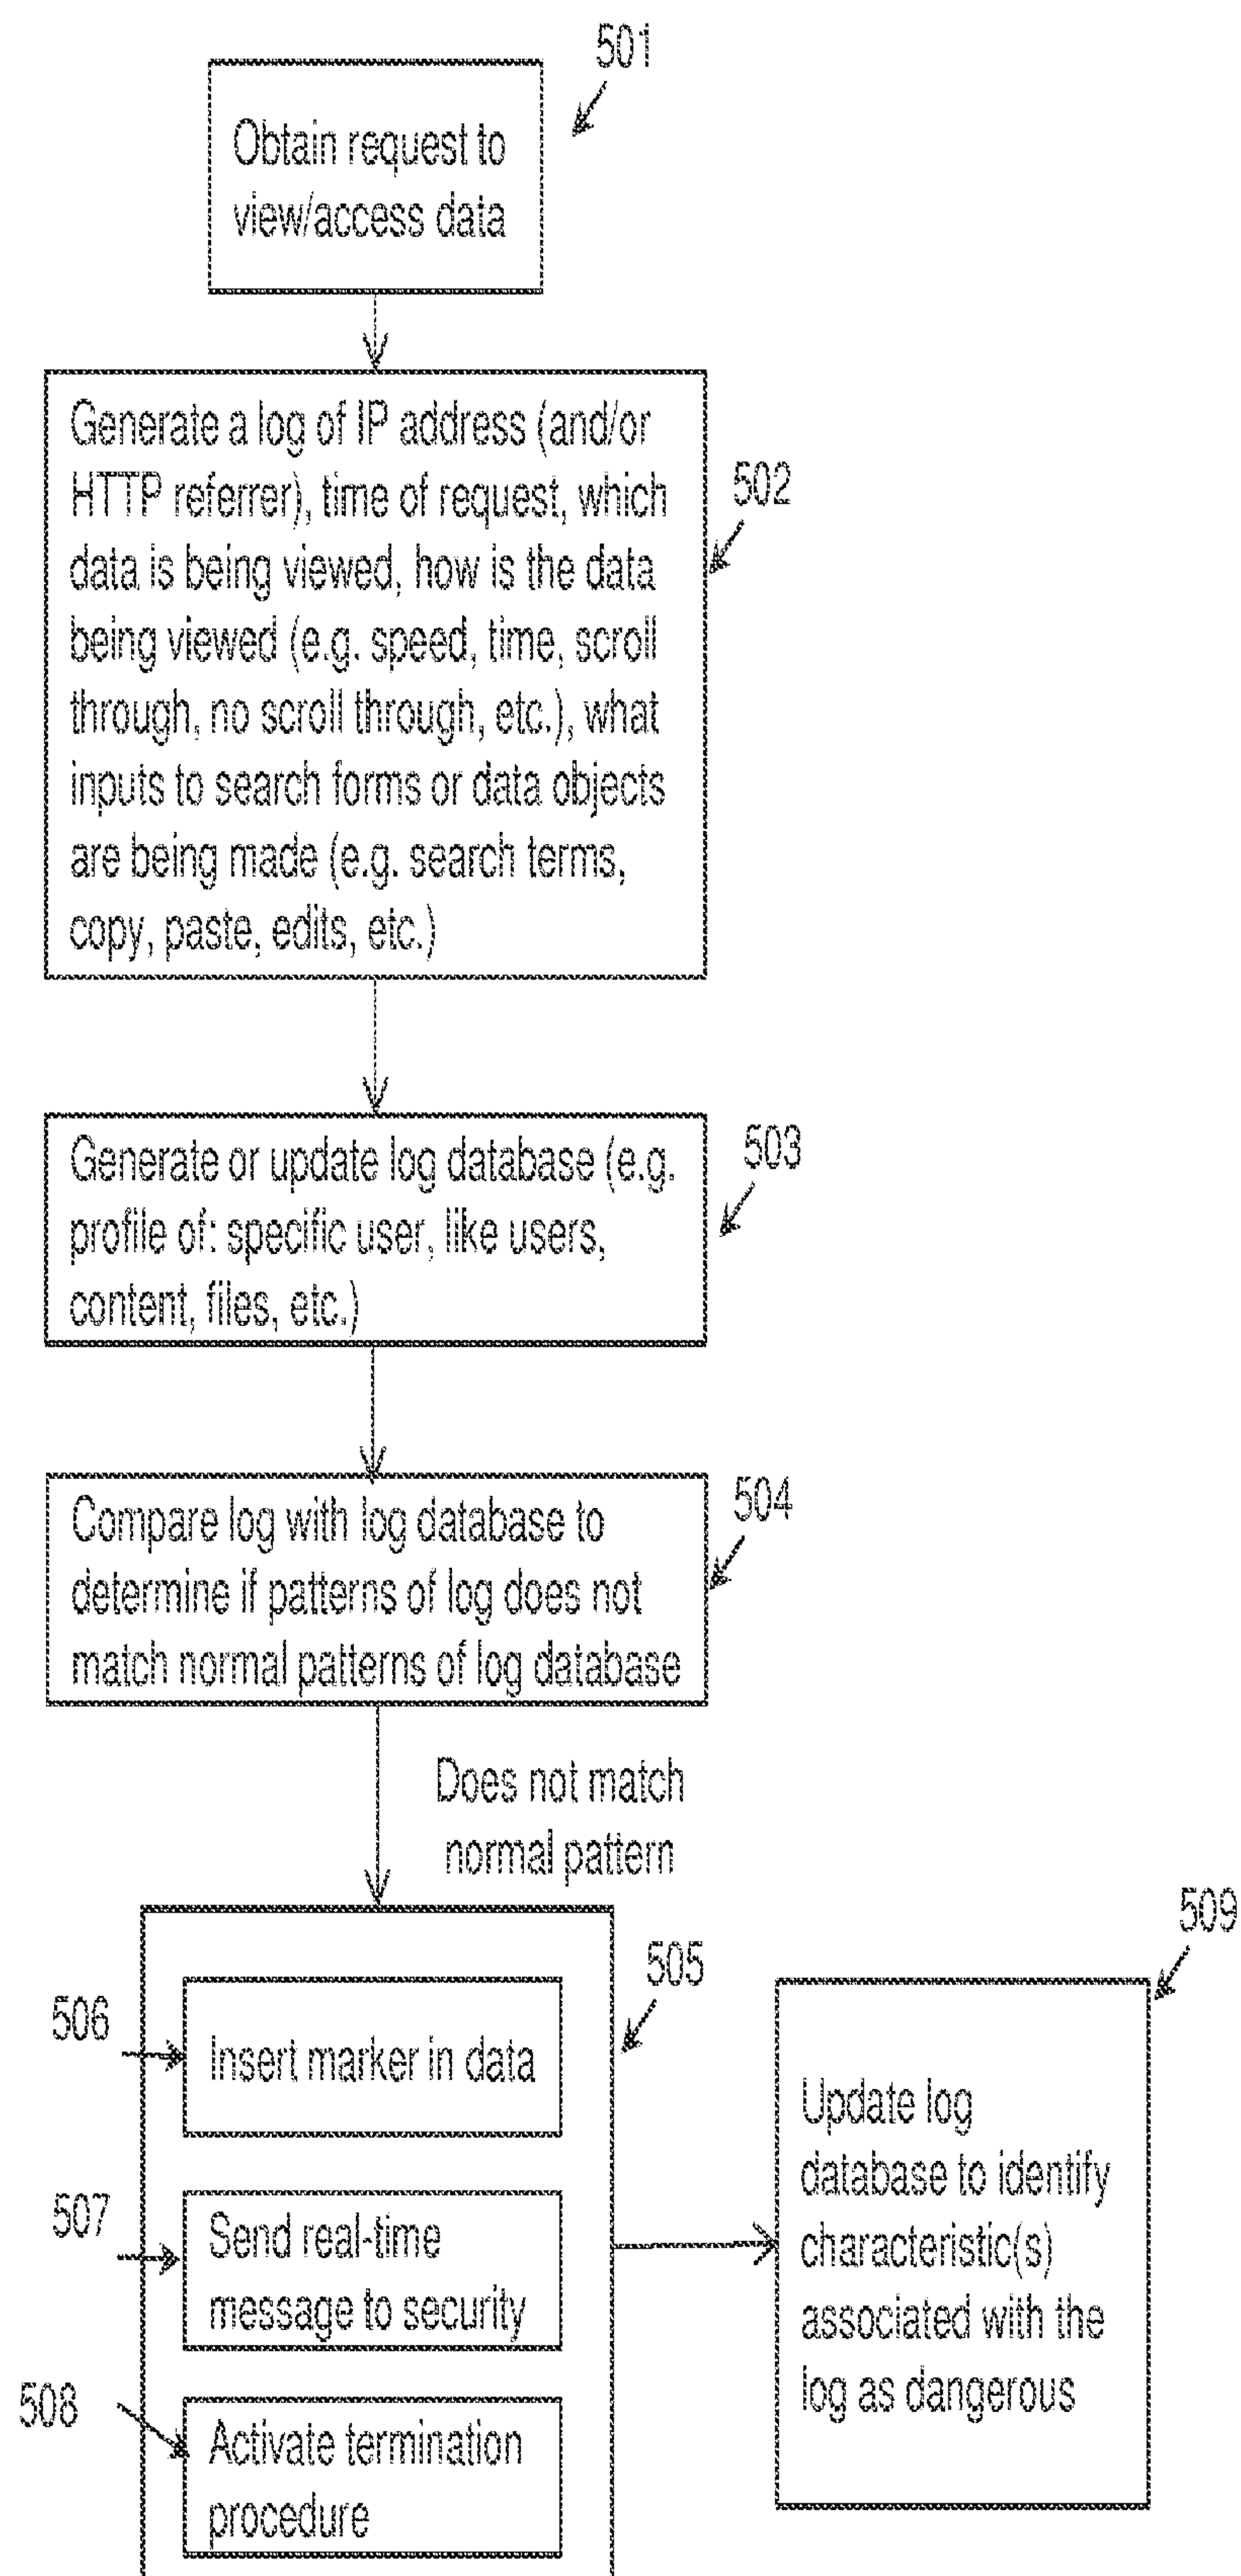 501
Obtain request to
view/access data
Generate a log of IP address (and/or
HTTP referrer), time of request, which
data is being viewed, how is the data
being viewed (e.g. speed, time, scroll
through, no scroll through, etc.), what
inputs to search forms or data objects
are being made (e.g. search terms,
copy, paste, edits, etc.)
502
Generate or update log database (e.g.
profile of: specific user, like users,
content, files, etc.)
503
Compare log with log database to
determine if patterns of log does not
match normal patterns of log database
504
Does not match
normal pattern
505
506
Insert marker in data
507
Send real-time
message to security
508
Activate termination
procedure
509
Update log
database to identify
characteristic(s)
associated with the
log as dangerous